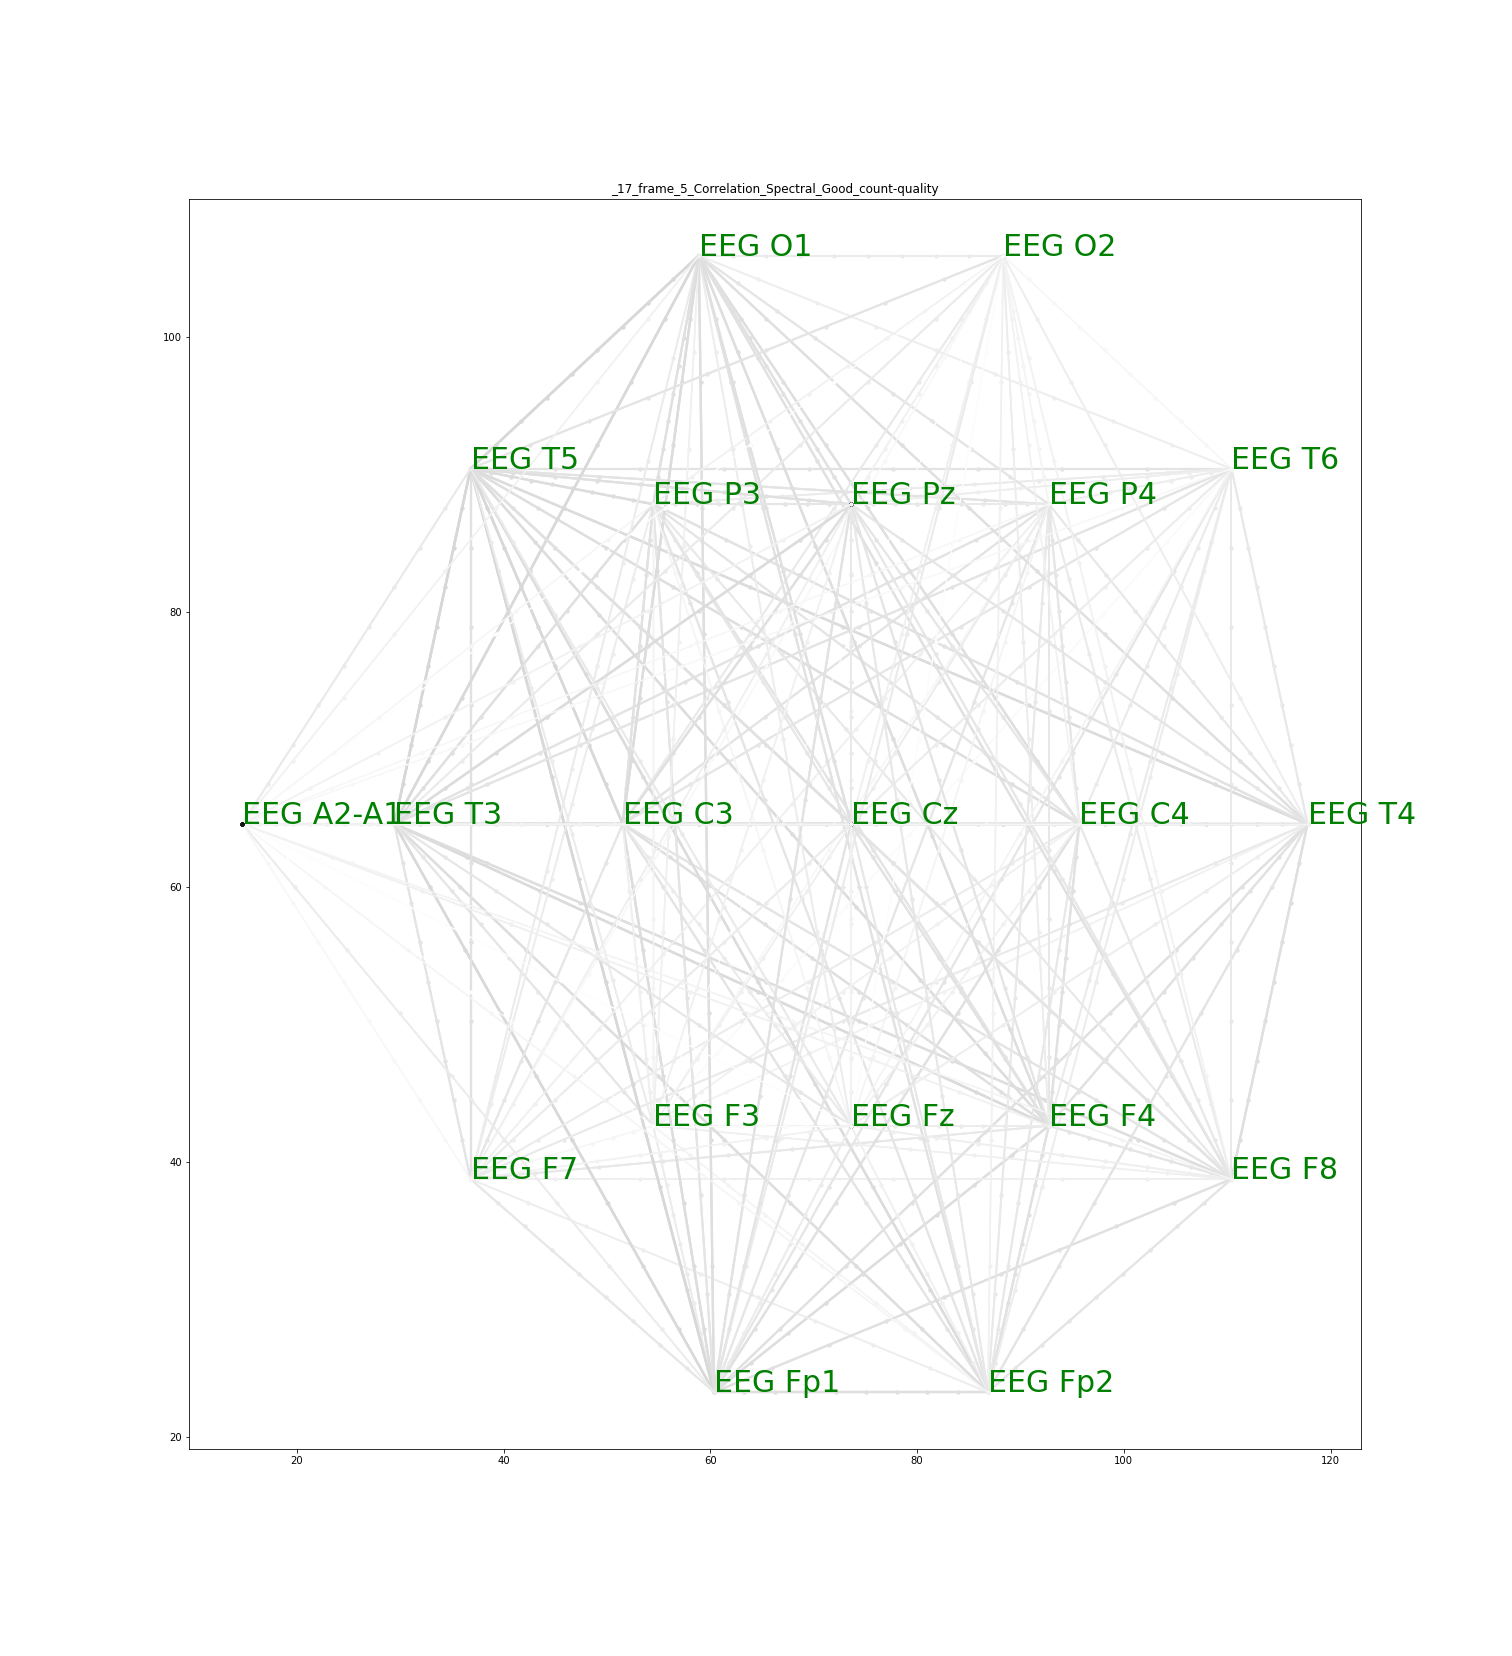 _17_frame_5_Correlation_Spectral_Good_count-quality
EEG O1 EEG O2
100
EEG T5 EEG T6
EEG P3 EEG Pz EEG P4
80
EEG A2-A1 EEG T3 EEG C3 EEG Cz EEG C4 EEG T4
60
EEG F3 EEG Fz EEG F4
40
EEG F7 EEG F8
EEG Fp1 EEG Fp2
20
20 40 60 80 100 120